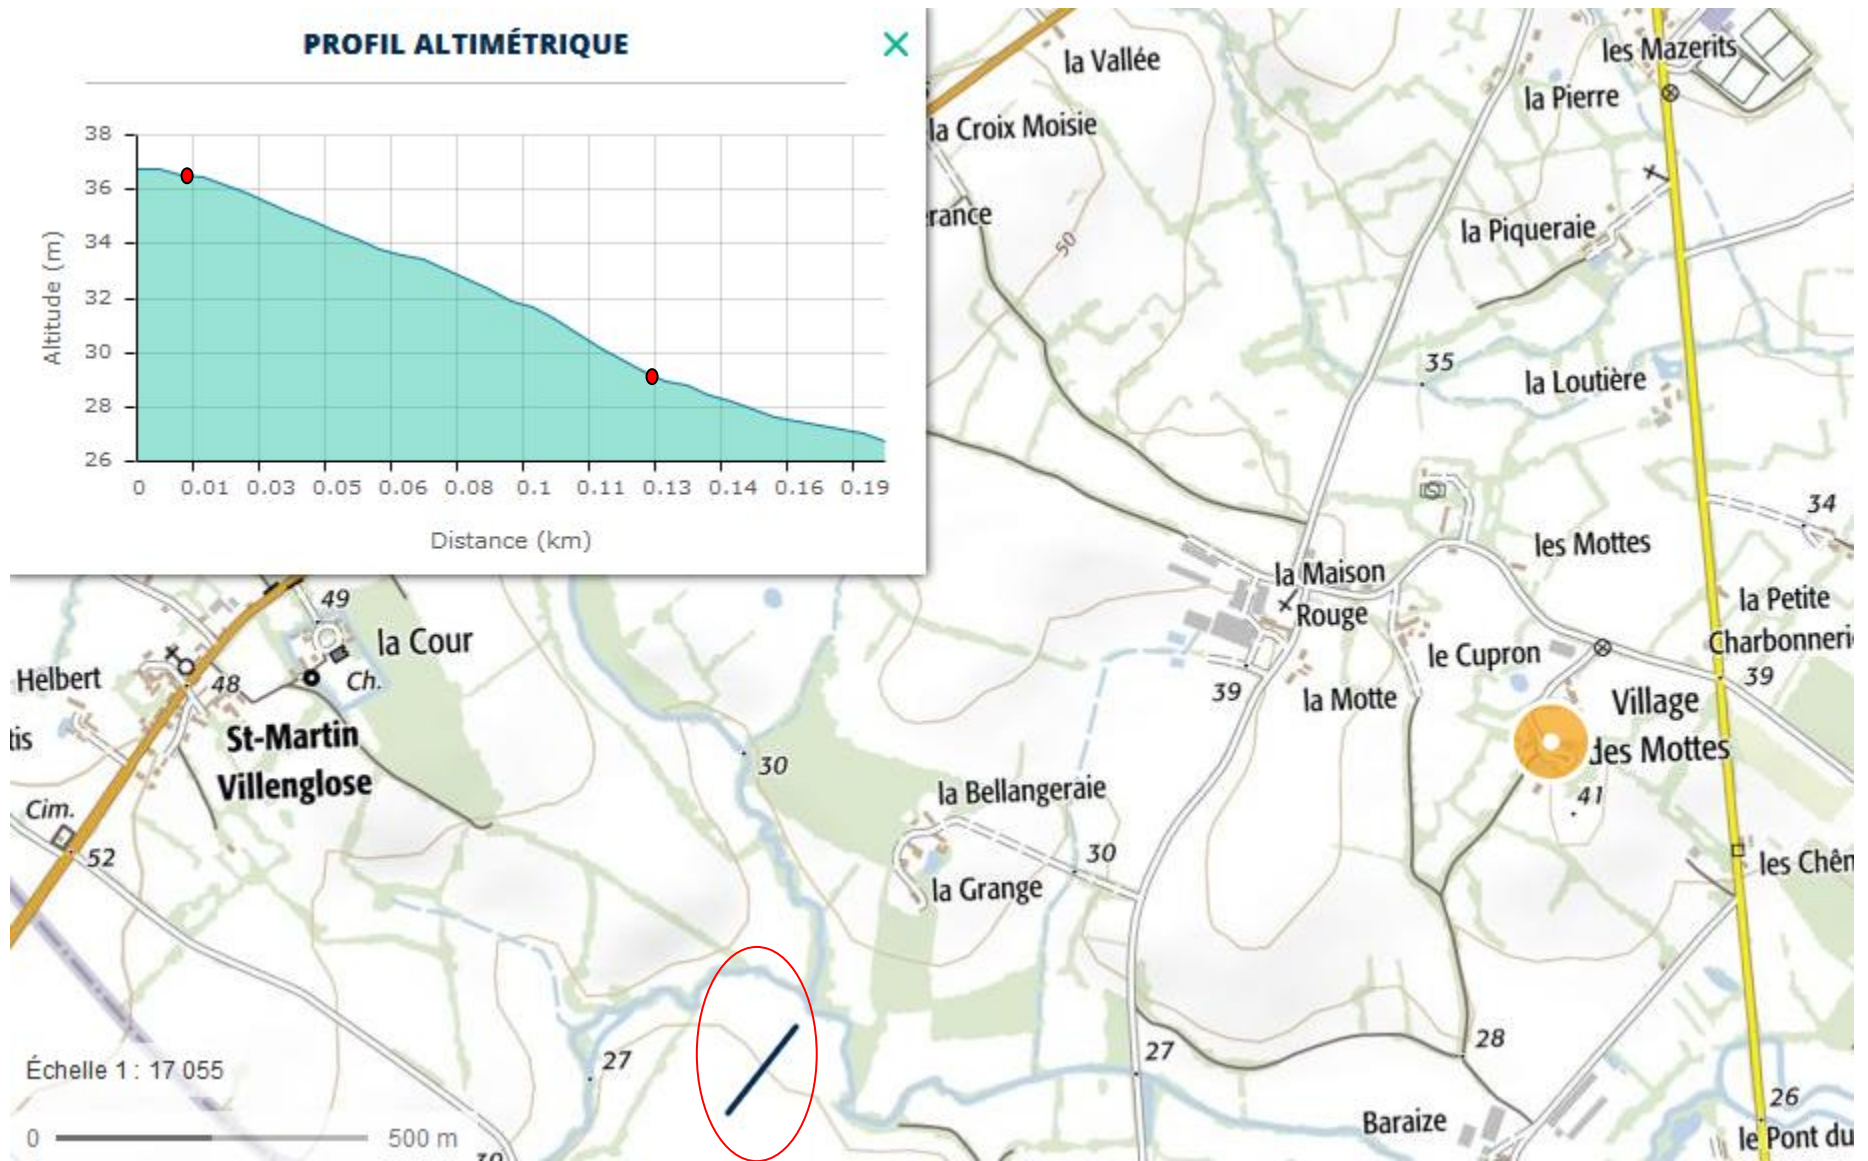 PROFIL ALTIMÉTRIQUE
38
36
34
32
30
28
26
Altitude (m)
0 0.01 0.03 0.05 0.06 0.08 0.1 0.11 0.13 0.14 0.16 0.19
Distance (km)
la Vallée
les Mazerits
la Pierre
la Croix Moisie
rance
50
la Piqueraie
35
la Loutière
34
les Mottes
la Maison
Rouge
la Petite
Charbonneri
39
le Cupron
la Motte
39
Village
des Mottes
41
49
la Cour
Helbert
48
Ch.
tis
St-Martin
Villenglose
30
Cim.
52
la Bellangeraie
30
la Grange
les Chên
27
27
28
26
Baraize
le Pont du
Échelle 1 : 17 055
0 500 m